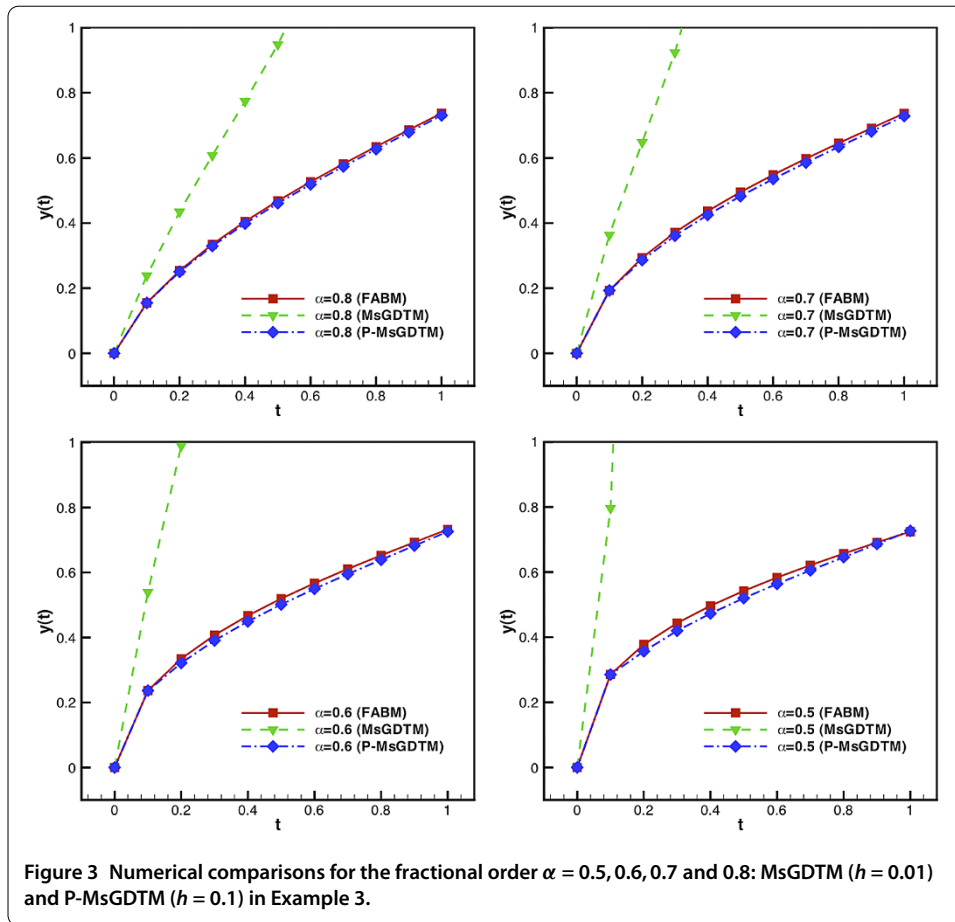 1
0.8
0.6
0.4
0.2
0
y(t)
α=0.8 (FABM)
α=0.8 (MsGDTM)
α=0.8 (P-MsGDTM)
0 0.2 0.4 0.6 0.8 1
t
1
0.8
0.6
0.4
0.2
0
y(t)
α=0.7 (FABM)
α=0.7 (MsGDTM)
α=0.7 (P-MsGDTM)
0 0.2 0.4 0.6 0.8 1
t
1
0.8
0.6
0.4
0.2
0
y(t)
α=0.6 (FABM)
α=0.6 (MsGDTM)
α=0.6 (P-MsGDTM)
0 0.2 0.4 0.6 0.8 1
t
1
0.8
0.6
0.4
0.2
0
y(t)
α=0.5 (FABM)
α=0.5 (MsGDTM)
α=0.5 (P-MsGDTM)
0 0.2 0.4 0.6 0.8 1
t
Figure 3 Numerical comparisons for the fractional order α = 0.5, 0.6, 0.7 and 0.8: MsGDTM (h = 0.01)
and P-MsGDTM (h = 0.1) in Example 3.